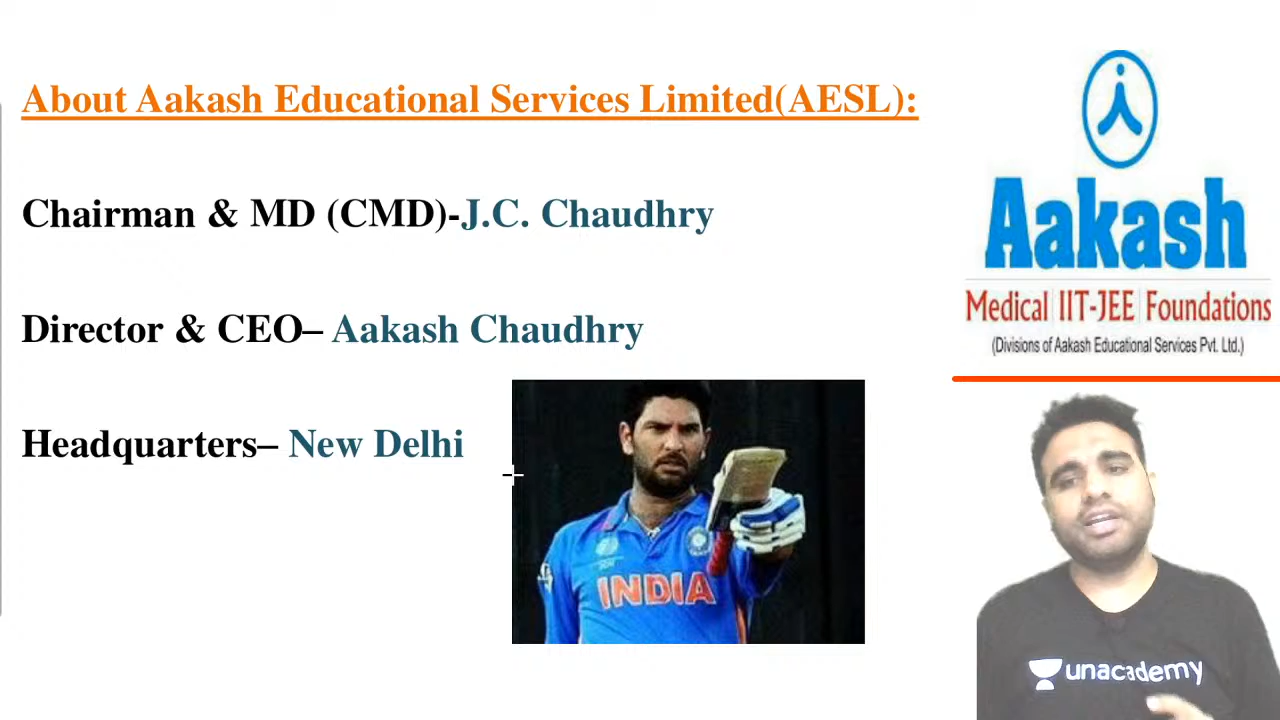 About Aakash Educational Services Limited(AESL):
Chairman & MD (CMD)-J.C. Chaudhry
Director & CEO– Aakash Chaudhry
Headquarters– New Delhi
Aakash
Medical IIT-JEE Foundations
(Divisions of Aakash Educational Services Pvt. Ltd.)
INDIA
unacademy